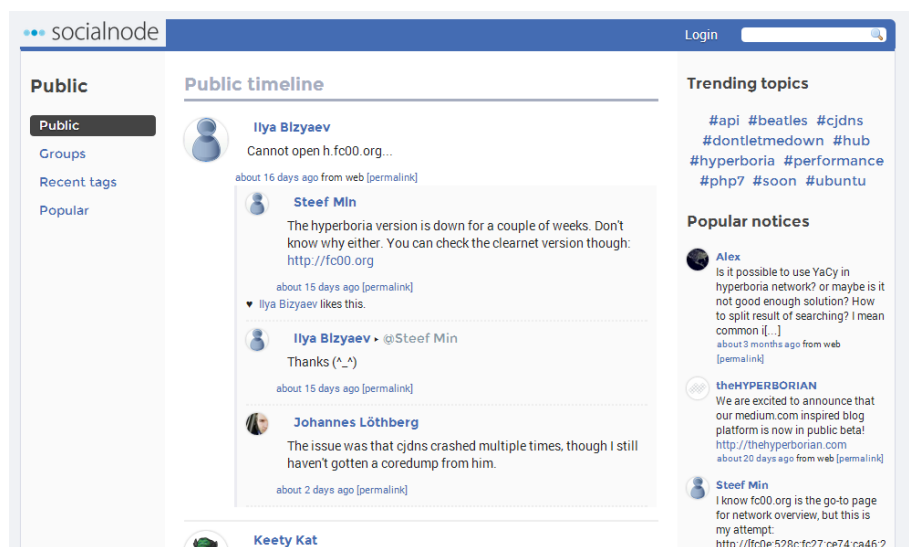 socialnode
Login
Public
Public
Groups
Recent tags
Popular
Public timeline
Ilya Bizyaev
Cannot open h.fc00.org...
about 16 days ago from web [permalink]
Steef Min
The hyperboria version is down for a couple of weeks. Don't
know why either. You can check the clearnet version though:
http://fc00.org
about 15 days ago [permalink]
♥ Ilya Bizyaev likes this.
Ilya Bizyaev ▸ @Steef Min
Thanks (^_^)
about 15 days ago [permalink]
Johannes Löthberg
The issue was that cjdns crashed multiple times, though I still
haven't gotten a coredump from him.
about 2 days ago [permalink]
Keety Kat
Trending topics
#api #beatles #cjdns
#dontletmedown #hub
#hyperboria #performance
#php7 #soon #ubuntu
Popular notices
Alex
Is it possible to use YaCy in
hyperboria network? or maybe is it
not good enough solution? How
to split result of searching? I mean
common i[...]
about 3 months ago from web
[permalink]
theHYPERBORIAN
We are excited to announce that
our medium.com inspired blog
platform is now in public beta!
http://thehyperborian.com
about 20 days ago from web [permalink]
Steef Min
I know fc00.org is the go-to page
for network overview, but this is
my attempt:
http://[fc0e:528c:fc27:ce74:ca46:2